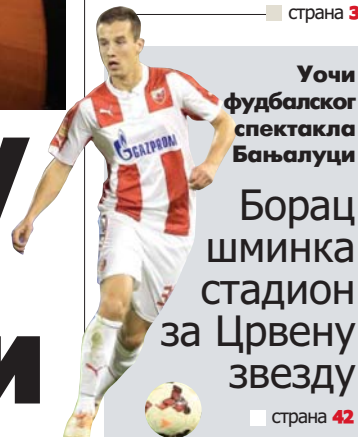 страна 3
GAZPROM
Уочи
фудбалског
спектакла
Бањалуци
Борац
шминка
стадион
за Црвену
звезду
страна 42